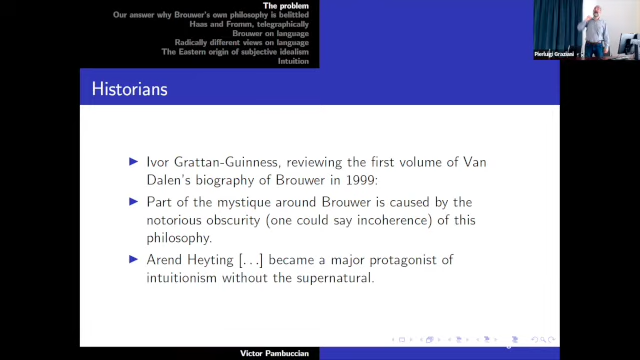 The problem
Our answer why Brouwer's own philosophy is belittled
Haas and Fromm, telegraphically
Brouwer on language
Radically different views on language
The Eastern origin of subjective idealism
Intuition
Pierluigi Graziani
Historians
Ivor Grattan-Guinness, reviewing the first volume of Van
Dalen's biography of Brouwer in 1999:
Part of the mystique around Brouwer is caused by the
notorious obscurity (one could say incoherence) of this
philosophy.
Arend Heyting [...] became a major protagonist of
intuitionism without the supernatural.
Victor Pambuccian